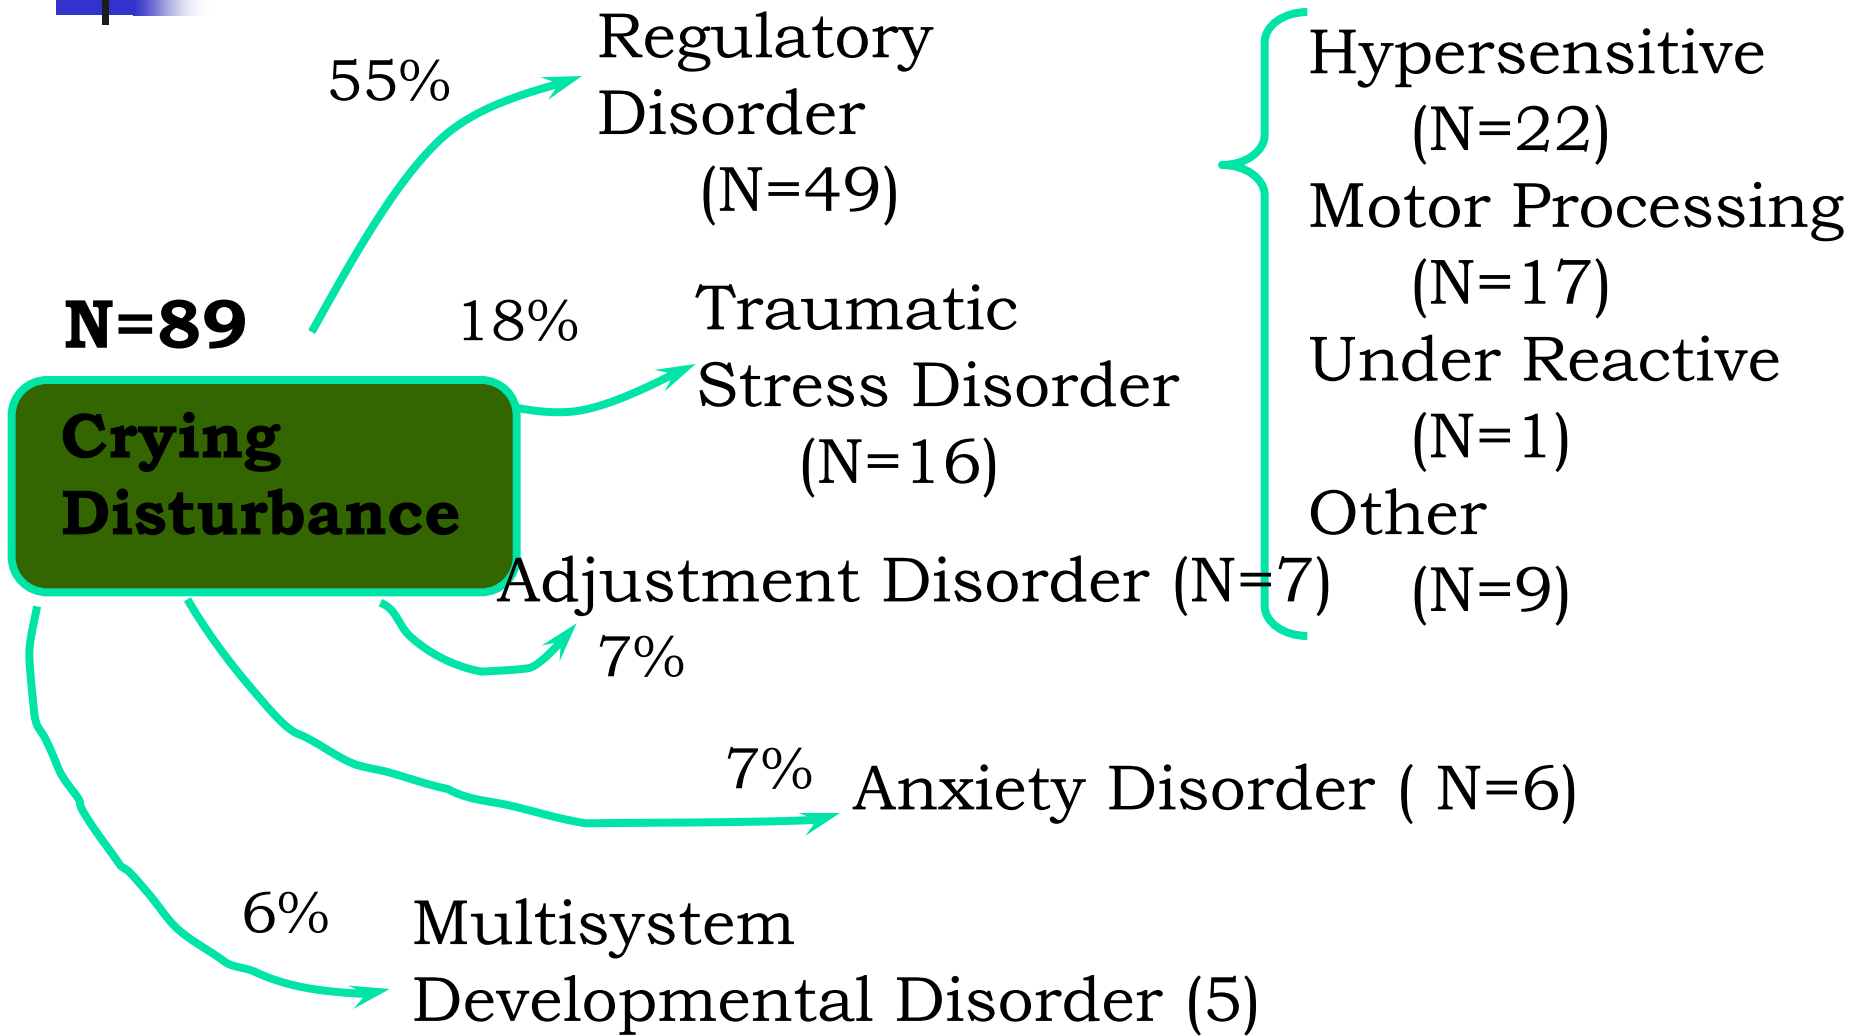 55%
Regulatory
Disorder
(N=49)
Hypersensitive
(N=22)
Motor Processing
(N=17)
Under Reactive
(N=1)
Other
(N=9)
N=89
Crying
Disturbance
18%
Traumatic
Stress Disorder
(N=16)
Adjustment Disorder (N=7)
7%
7%
Anxiety Disorder ( N=6)
6%
Multisystem
Developmental Disorder (5)